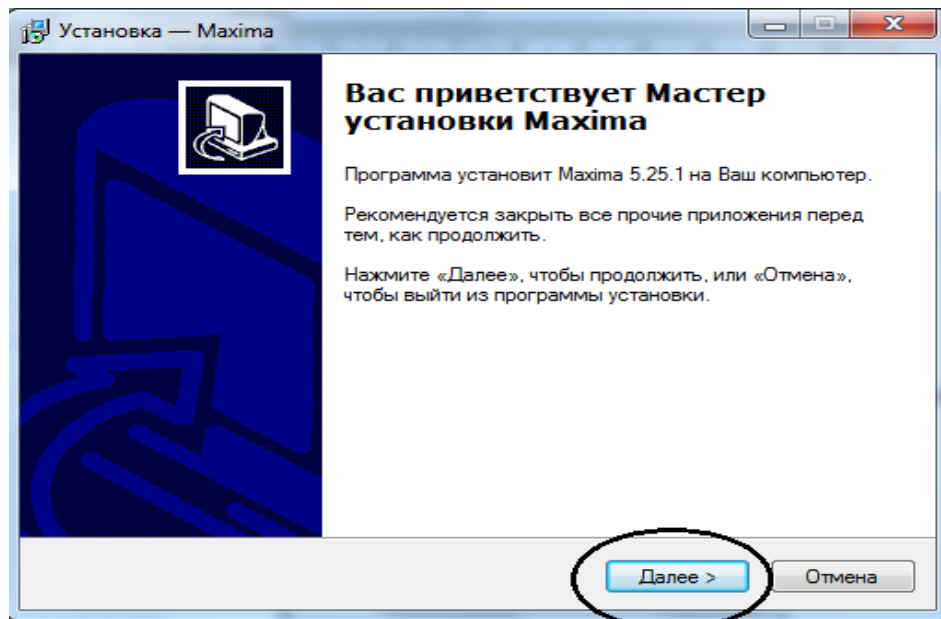 Установка — Maxima
Вас приветствует Мастер
установки Maxima
Программа установит Maxima 5.25.1 на Ваш компьютер.
Рекомендуется закрыть все прочие приложения перед
тем, как продолжить.
Нажмите «Далее», чтобы продолжить, или «Отмена»,
чтобы выйти из программы установки.
Далее >
Отмена